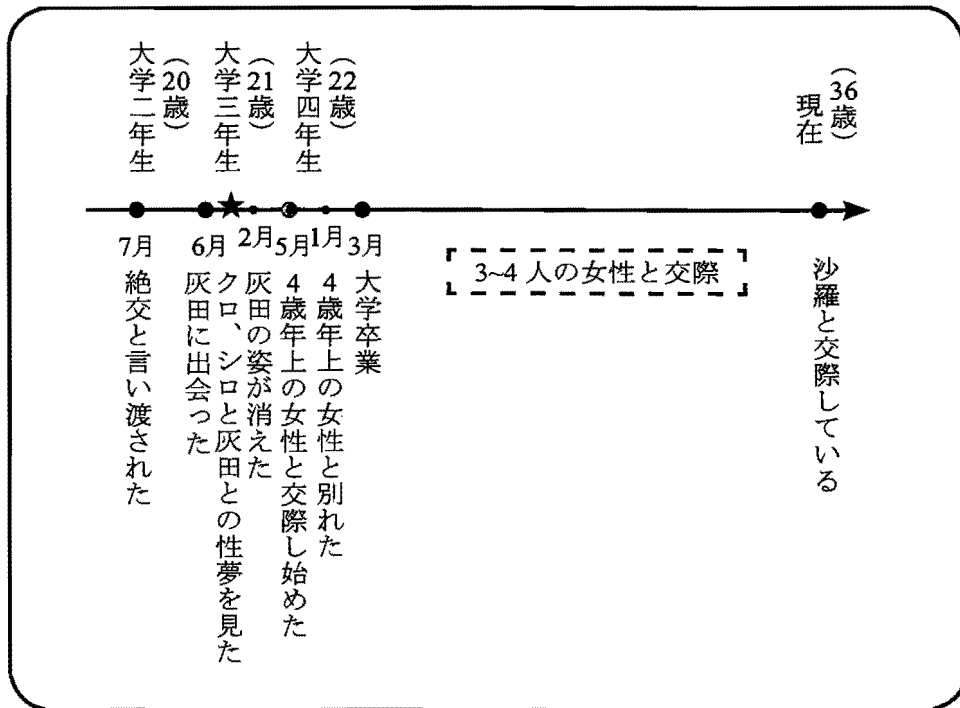 大学二年生
（20歳）
大学三年生
（21歳）
大学四年生
（22歳）
現在
（36歳）
7月
6月
2月
5月
1月
3月
絶交と言い渡された
灰田に出会った
クロ、シロと灰田との性夢を見た
灰田の姿が消えた
4歳年上の女性と交際し始めた
4歳年上の女性と別れた
大学卒業
3~4人の女性と交際
沙羅と交際している